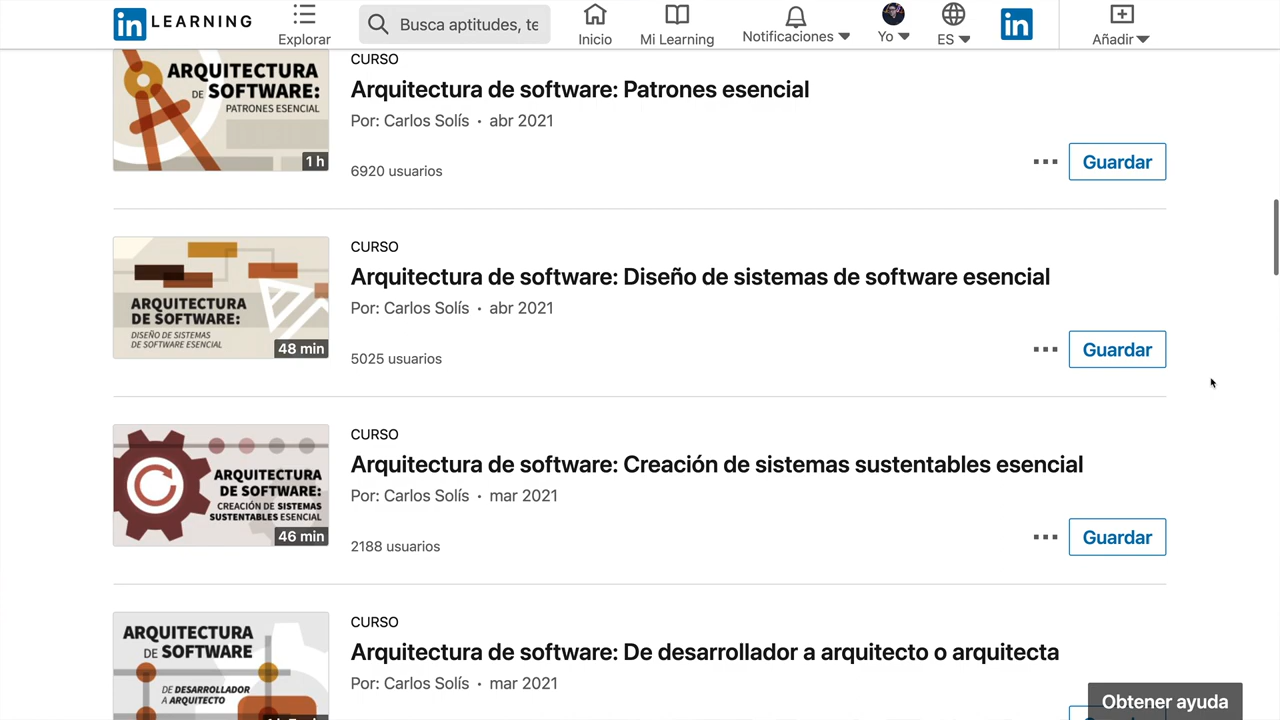 in LEARNING
Explorar
Busca aptitudes, te
Inicio
Mi Learning
Notificaciones
Yo
ES
in
Añadir
ARQUITECTURA
DE SOFTWARE:
PATRONES ESENCIAL
1 h
CURSO
Arquitectura de software: Patrones esencial
Por: Carlos Solís · abr 2021
6920 usuarios
Guardar
ARQUITECTURA
DE SOFTWARE:
DISEÑO DE SISTEMAS
DE SOFTWARE ESENCIAL
48 min
CURSO
Arquitectura de software: Diseño de sistemas de software esencial
Por: Carlos Solís · abr 2021
5025 usuarios
Guardar
ARQUITECTURA
DE SOFTWARE:
CREACIÓN DE SISTEMAS
SUSTENTABLES ESENCIAL
46 min
CURSO
Arquitectura de software: Creación de sistemas sustentables esencial
Por: Carlos Solís · mar 2021
2188 usuarios
Guardar
ARQUITECTURA
DE SOFTWARE
DE DESARROLLADOR
A ARQUITECTO
CURSO
Arquitectura de software: De desarrollador a arquitecto o arquitecta
Por: Carlos Solís · mar 2021
Obtener ayuda